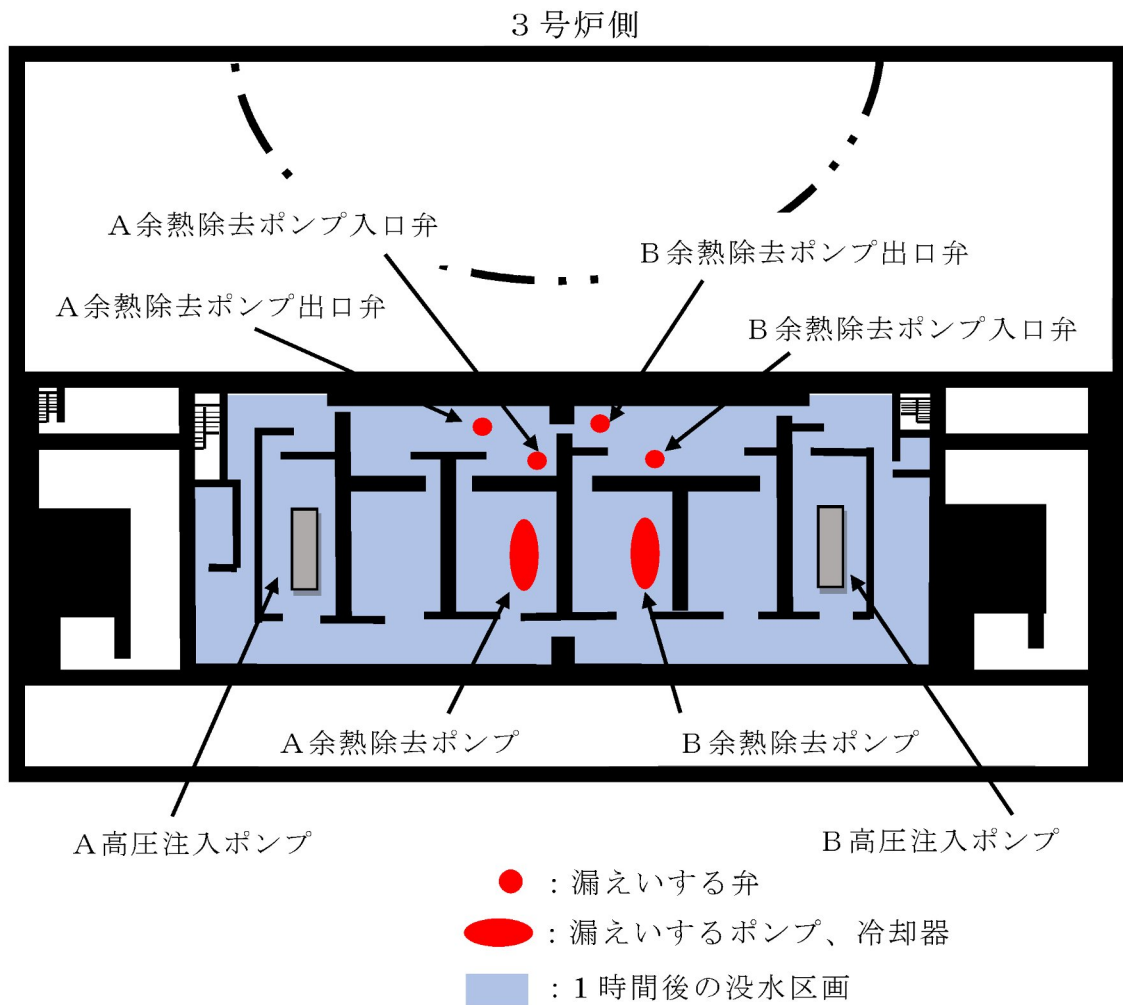 3号炉側
A余熱除去ポンプ入口弁
B余熱除去ポンプ出口弁
A余熱除去ポンプ出口弁
B余熱除去ポンプ入口弁
A余熱除去ポンプ
B余熱除去ポンプ
A高圧注入ポンプ
B高圧注入ポンプ
：漏えいする弁
：漏えいするポンプ、冷却器
：1時間後の没水区画